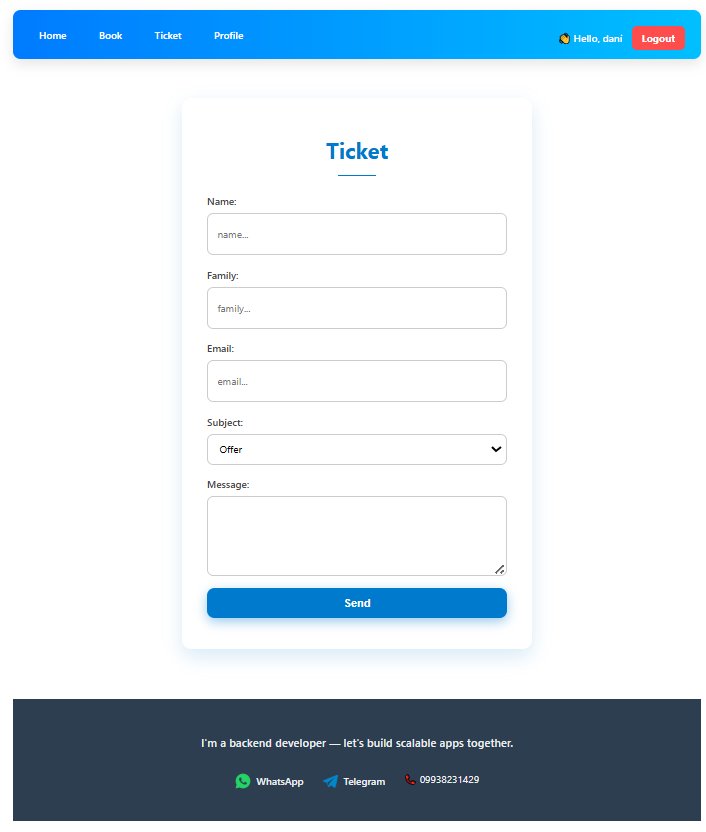 Home Book Ticket Profile 👋 Hello, dani Logout
Ticket
Name:
name...
Family:
family...
Email:
email...
Subject:
Offer
Message:
Send
I'm a backend developer — let's build scalable apps together.
WhatsApp Telegram 📞 09938231429